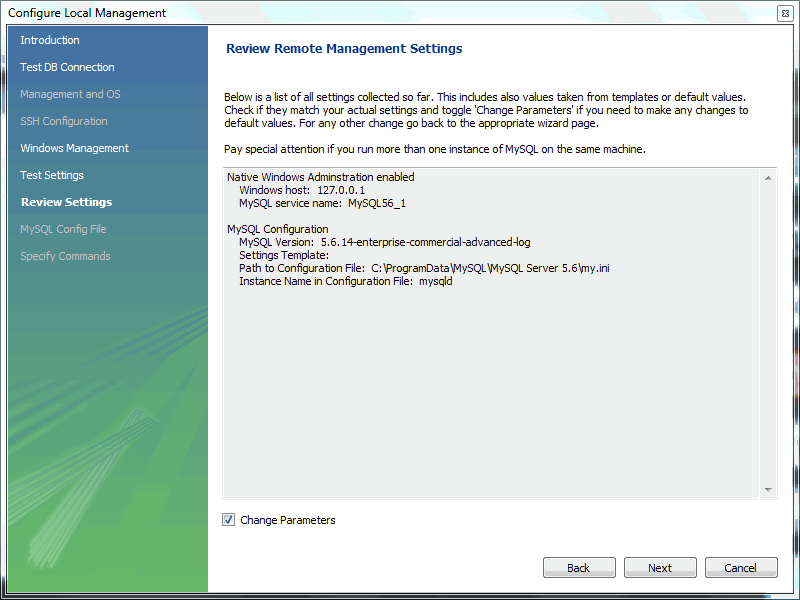 Configure Local Management
Introduction
Test DB Connection
Management and OS
SSH Configuration
Windows Management
Test Settings
Review Settings
MySQL Config File
Specify Commands
Review Remote Management Settings
Below is a list of all settings collected so far. This includes also values taken from templates or default values.
Check if they match your actual settings and toggle 'Change Parameters' if you need to make any changes to
default values. For any other change go back to the appropriate wizard page.
Pay special attention if you run more than one instance of MySQL on the same machine.
Native Windows Adminstration enabled
Windows host: 127.0.0.1
MySQL service name: MySQL56_1
MySQL Configuration
MySQL Version: 5.6.14-enterprise-commercial-advanced-log
Settings Template:
Path to Configuration File: C:\ProgramData\MySQL\MySQL Server 5.6\my.ini
Instance Name in Configuration File: mysqld
Change Parameters
Back
Next
Cancel